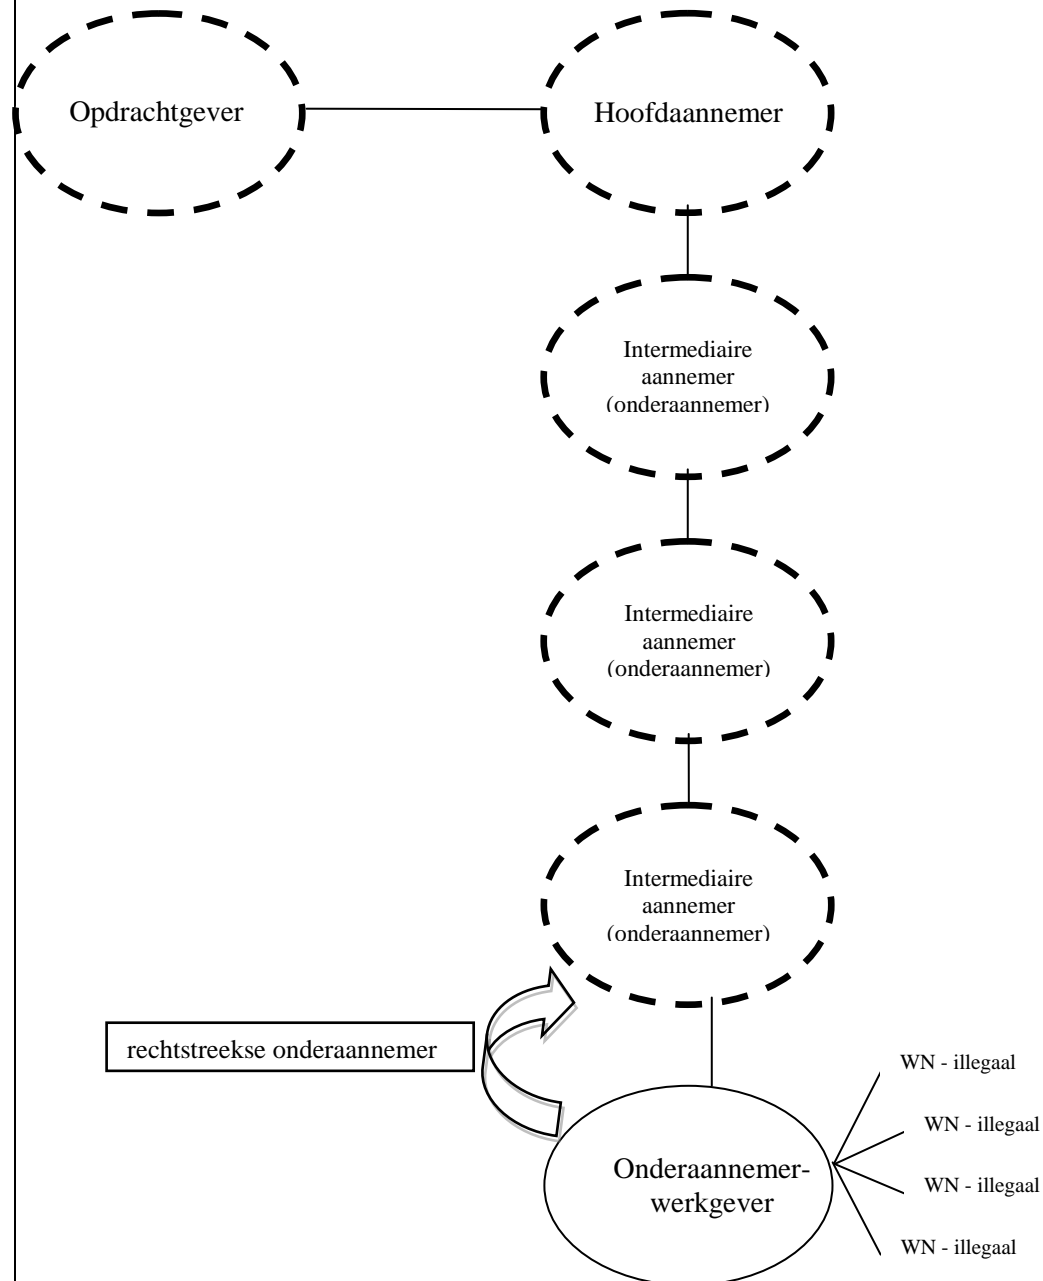 Opdrachtgever
Hoofdaannemer
Intermediaire
aannemer
(onderaannemer)
Intermediaire
aannemer
(onderaannemer)
Intermediaire
aannemer
(onderaannemer)
rechtstreekse onderaannemer
WN - illegaal
WN - illegaal
Onderaannemer-
werkgever
WN - illegaal
WN - illegaal